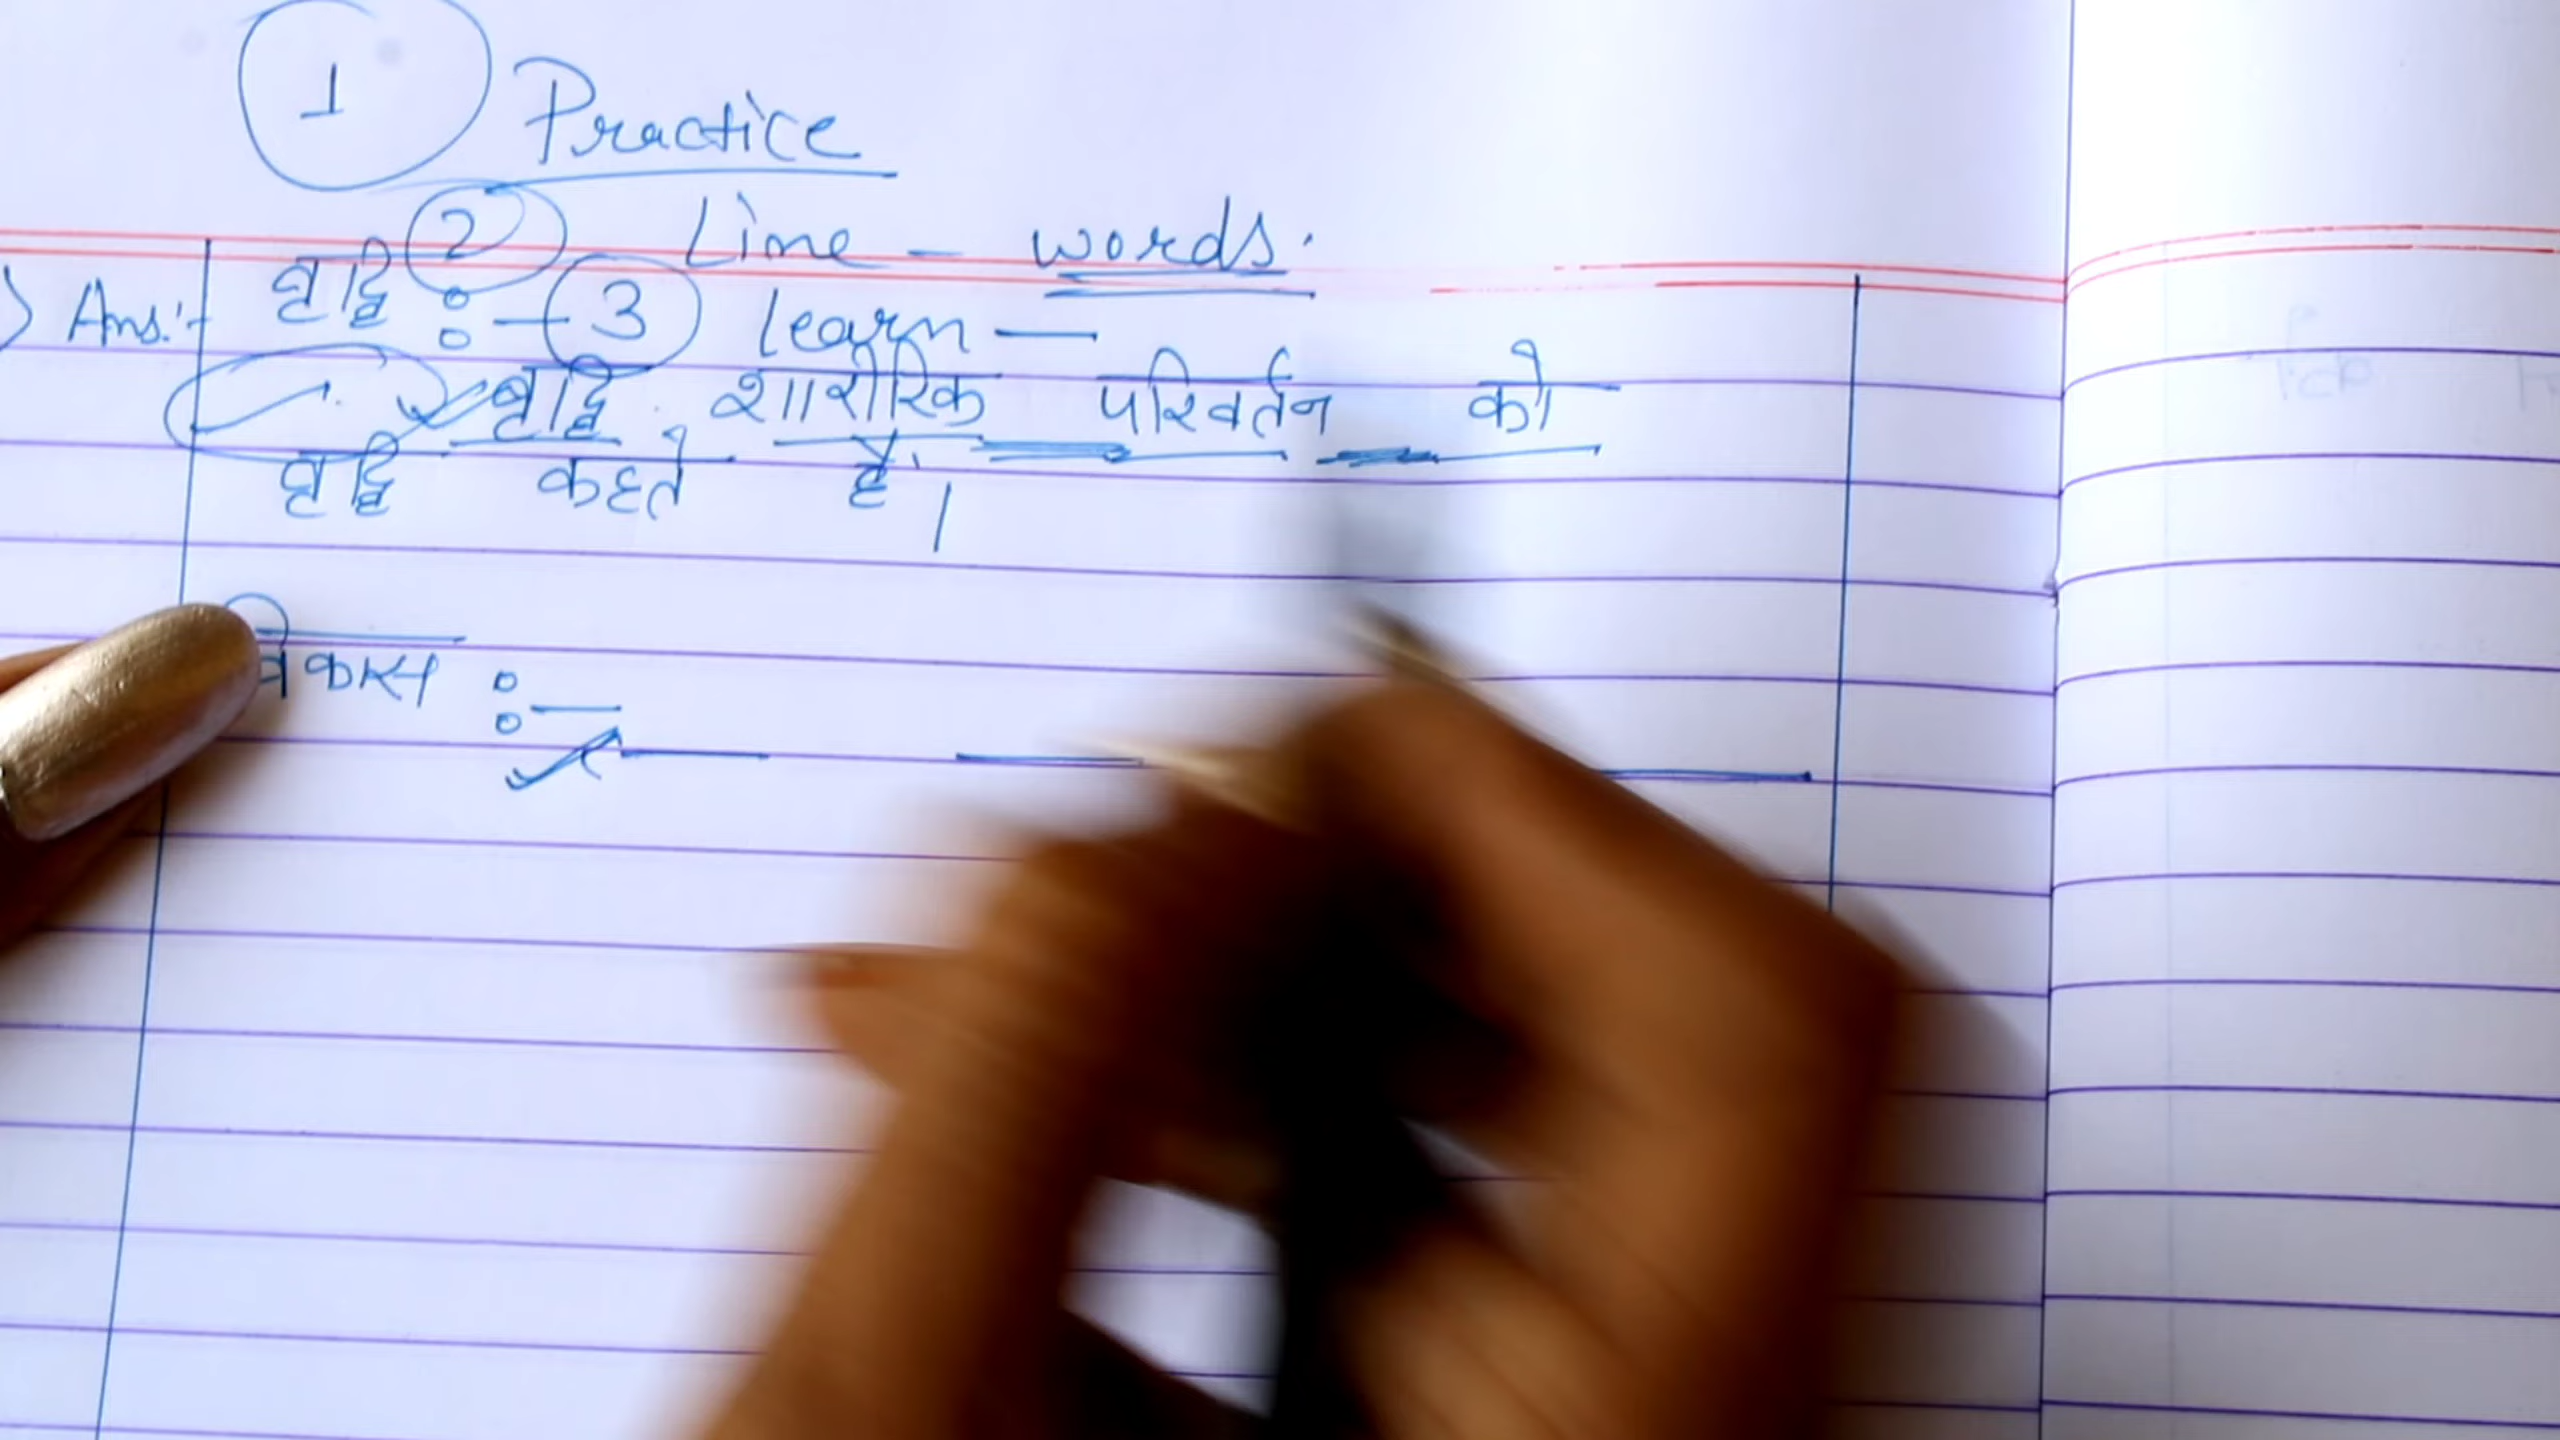 1 Practice
2 Line - words.
Ans:- वृद्धि :- 3 learn —
वृद्धि शारीरिक परिवर्तन को
वृद्धि कहते हैं।
विकास :-